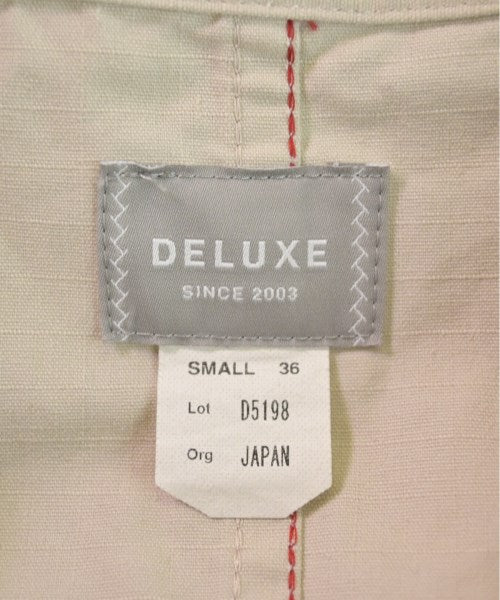 DELUXE
SINCE 2003
SMALL 36
Lot D5198
Org JAPAN